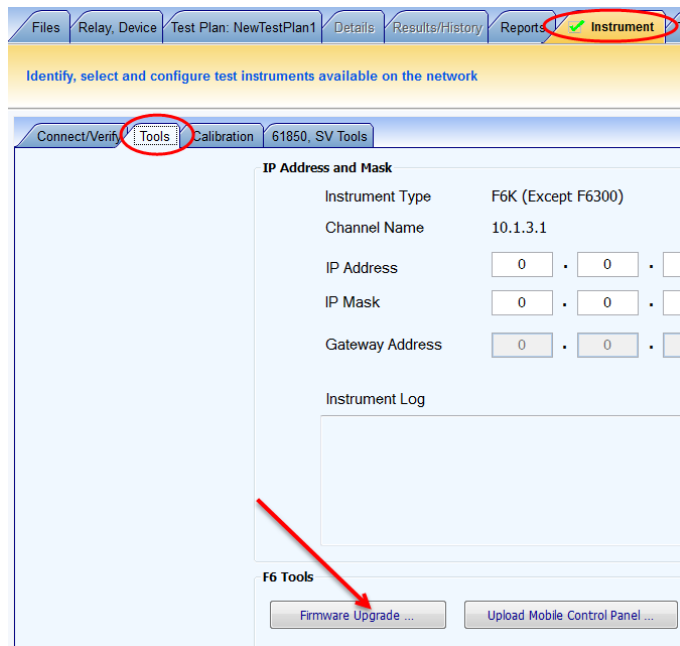 Files Relay, Device Test Plan: NewTestPlan1 Details Results/History Reports Instrument
Identify, select and configure test instruments available on the network
Connect/Verify Tools Calibration 61850, SV Tools
IP Address and Mask
Instrument Type F6K (Except F6300)
Channel Name 10.1.3.1
IP Address 0 . 0 .
IP Mask 0 . 0 .
Gateway Address 0 . 0 .
Instrument Log
F6 Tools
Firmware Upgrade ... Upload Mobile Control Panel ...